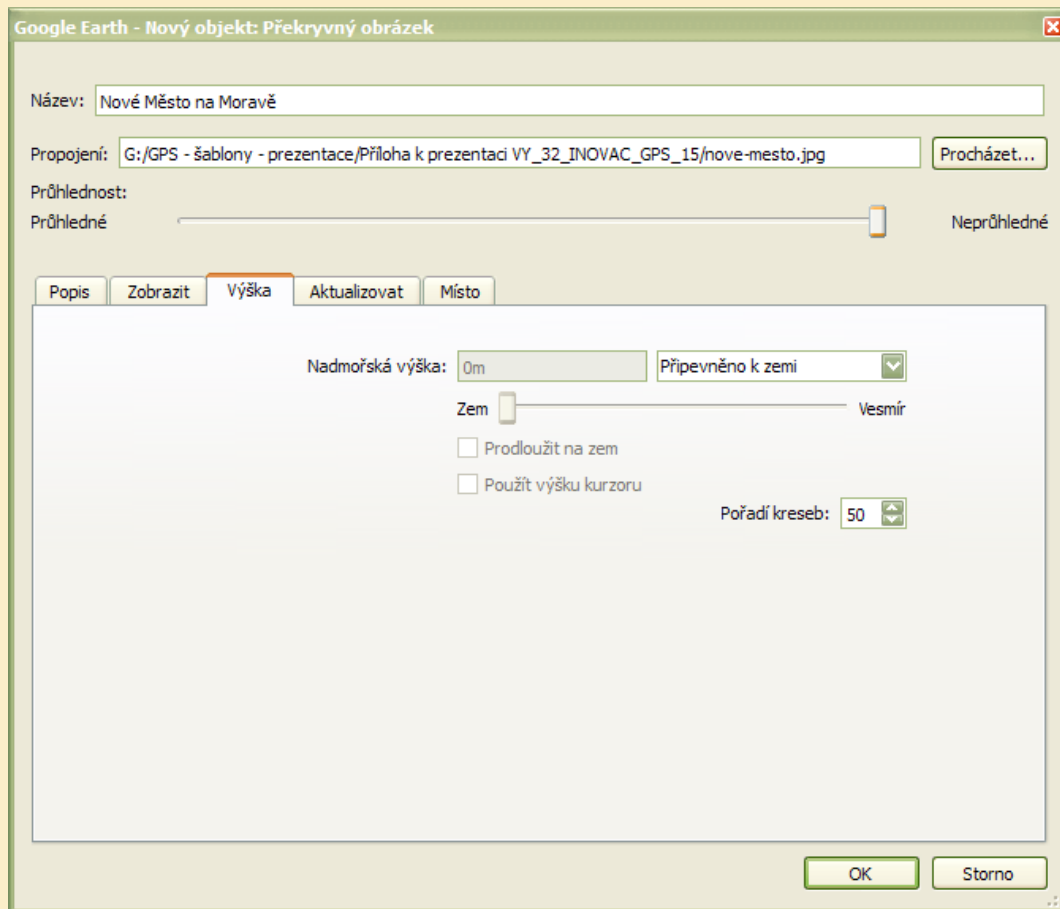 Google Earth - Nový objekt: Překryvný obrázek
Název: Nové Město na Moravě
Propojení: G:/GPS - šablony - prezentace/Příloha k prezentaci VY_32_INOVAC_GPS_15/nove-mesto.jpg Procházet...
Průhlednost:
Průhledné Neprůhledné
Popis Zobrazit Výška Aktualizovat Místo
Nadmořská výška: 0m Připevněno k zemi
Zem Vesmír
Prodloužit na zem
Použít výšku kurzoru
Pořadí kreseb: 50
OK Storno